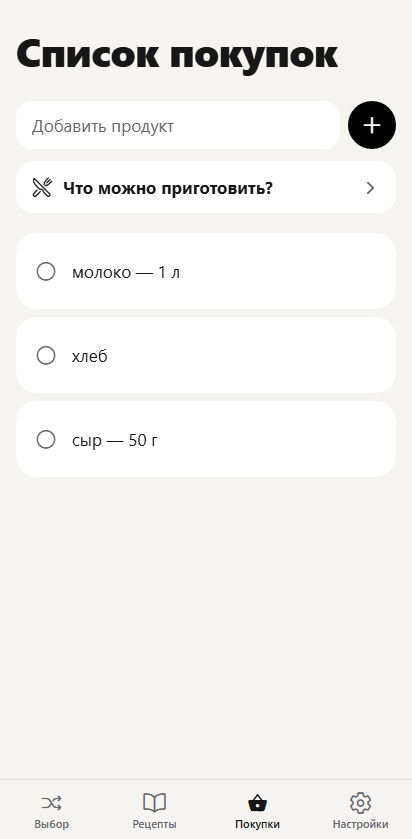 Список покупок
Добавить продукт
Что можно приготовить?
молоко — 1 л
хлеб
сыр — 50 г
Выбор
Рецепты
Покупки
Настройки